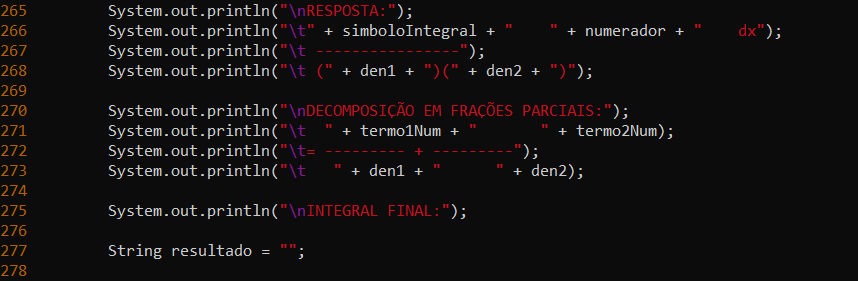 265 System.out.println("\nRESPOSTA:");
266 System.out.println("\t" + simboloIntegral + "    " + numerador + "    dx");
267 System.out.println("\t ----------------");
268 System.out.println("\t (" + den1 + ")(" + den2 + ")");
269
270 System.out.println("\nDECOMPOSIÇÃO EM FRAÇÕES PARCIAIS:");
271 System.out.println("\t  " + termo1Num + "       " + termo2Num);
272 System.out.println("\t= --------- + ---------");
273 System.out.println("\t   " + den1 + "      " + den2);
274
275 System.out.println("\nINTEGRAL FINAL:");
276
277 String resultado = "";
278